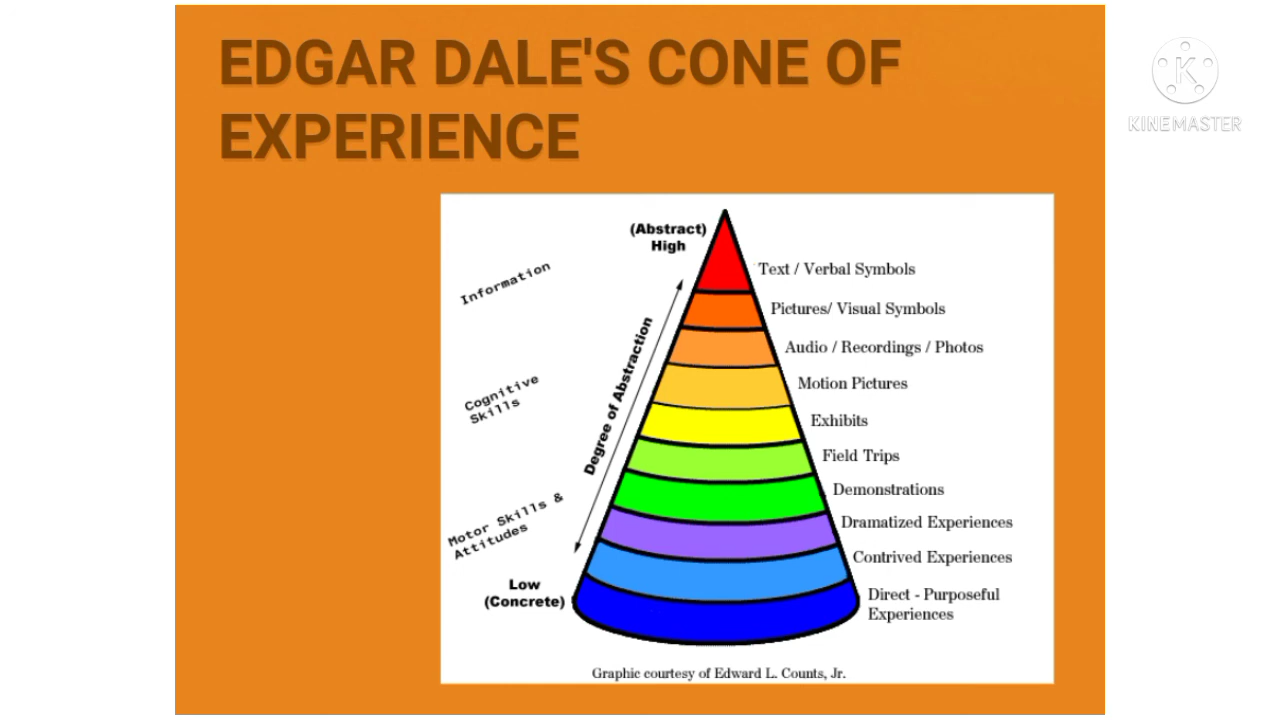 EDGAR DALE'S CONE OF
EXPERIENCE
KINEMASTER
(Abstract)
High
Information
Text / Verbal Symbols
Pictures/ Visual Symbols
Audio / Recordings / Photos
Degree of Abstraction
Cognitive
Skills
Motion Pictures
Exhibits
Field Trips
Demonstrations
Motor Skills &
Attitudes
Dramatized Experiences
Contrived Experiences
Low
(Concrete)
Direct - Purposeful
Experiences
Graphic courtesy of Edward L. Counts, Jr.